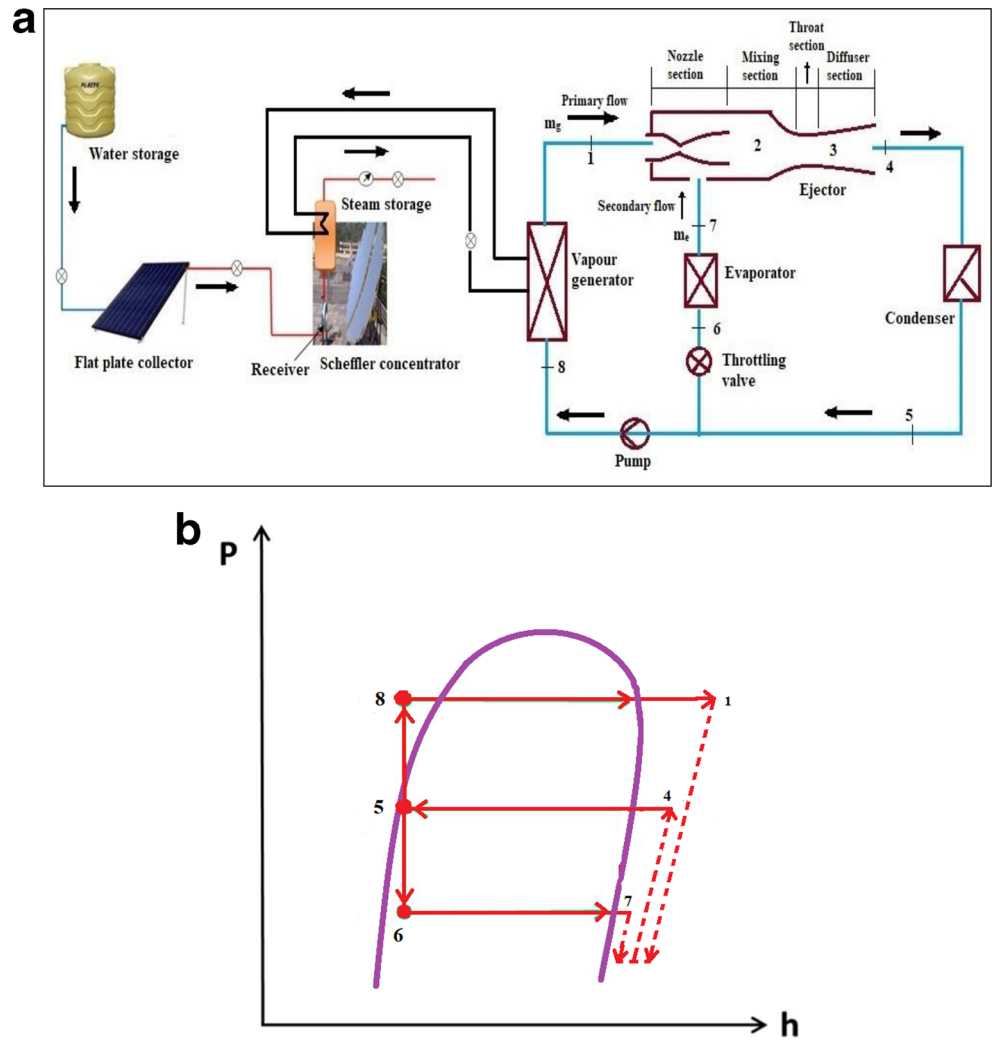 a
PLASTO
Water storage
Flat plate collector
Receiver
Scheffler concentrator
Steam storage
Vapour
generator
Primary flow
mg
1
Nozzle
section
Mixing
section
Throat
section
Diffuser
section
2
3
4
Ejector
Secondary flow
7
me
Evaporator
6
Throttling
valve
Condenser
5
8
Pump
b
P
8
1
5
4
7
6
h